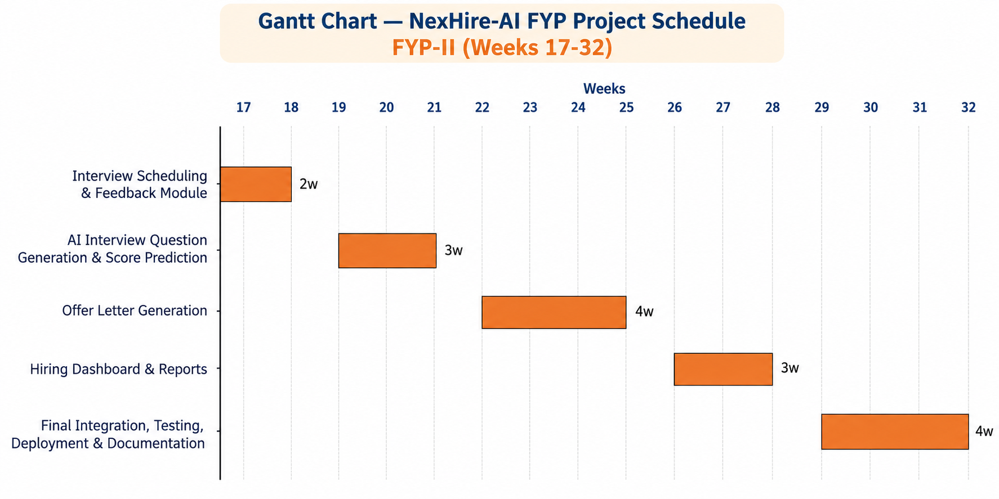 Gantt Chart — NexHire-AI FYP Project Schedule
FYP-II (Weeks 17-32)
Weeks
17 18 19 20 21 22 23 24 25 26 27 28 29 30 31 32
Interview Scheduling
& Feedback Module
2w
AI Interview Question
Generation & Score Prediction
3w
Offer Letter Generation
4w
Hiring Dashboard & Reports
3w
Final Integration, Testing,
Deployment & Documentation
4w